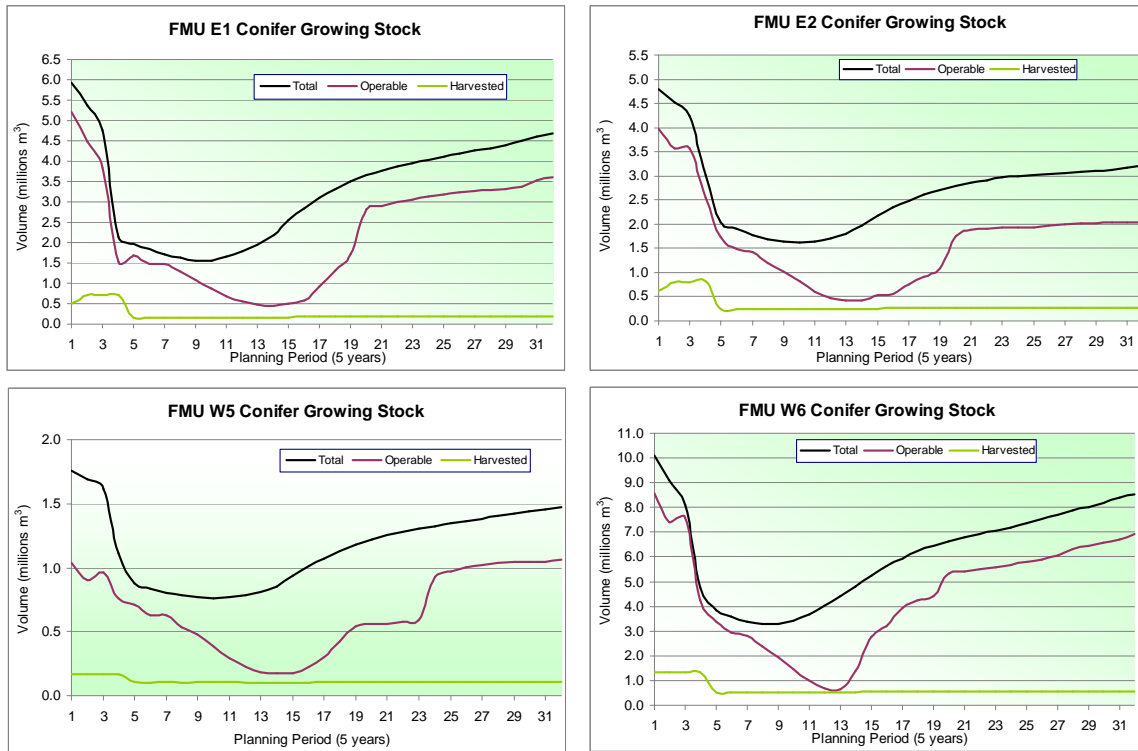 FMU E1 Conifer Growing Stock
Volume (millions m³)
6.5
6.0
5.5
5.0
4.5
4.0
3.5
3.0
2.5
2.0
1.5
1.0
0.5
0.0
Total Operable Harvested
1 3 5 7 9 11 13 15 17 19 21 23 25 27 29 31
Planning Period (5 years)
FMU E2 Conifer Growing Stock
Volume (millions m³ )
5.5
5.0
4.5
4.0
3.5
3.0
2.5
2.0
1.5
1.0
0.5
0.0
Total Operable Harvested
1 3 5 7 9 11 13 15 17 19 21 23 25 27 29 31
Planning Period (5 years)
FMU W5 Conifer Growing Stock
Volume (millions m³)
2.0
1.5
1.0
0.5
0.0
Total Operable Harvested
1 3 5 7 9 11 13 15 17 19 21 23 25 27 29 31
Planning Period (5 years)
FMU W6 Conifer Growing Stock
Volume (millions m³)
11.0
10.0
9.0
8.0
7.0
6.0
5.0
4.0
3.0
2.0
1.0
0.0
Total Operable Harvested
1 3 5 7 9 11 13 15 17 19 21 23 25 27 29 31
Planning Period (5 years)